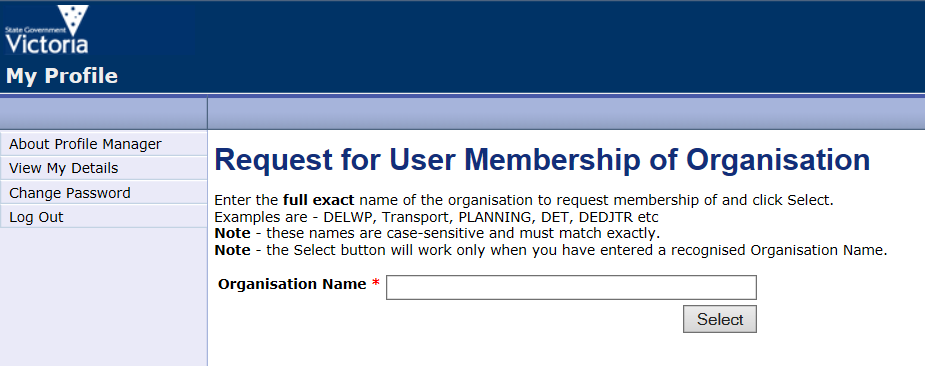 State Government
Victoria
My Profile
About Profile Manager
View My Details
Change Password
Log Out
Request for User Membership of Organisation
Enter the full exact name of the organisation to request membership of and click Select.
Examples are - DELWP, Transport, PLANNING, DET, DEDJTR etc
Note - these names are case-sensitive and must match exactly.
Note - the Select button will work only when you have entered a recognised Organisation Name.
Organisation Name *
Select